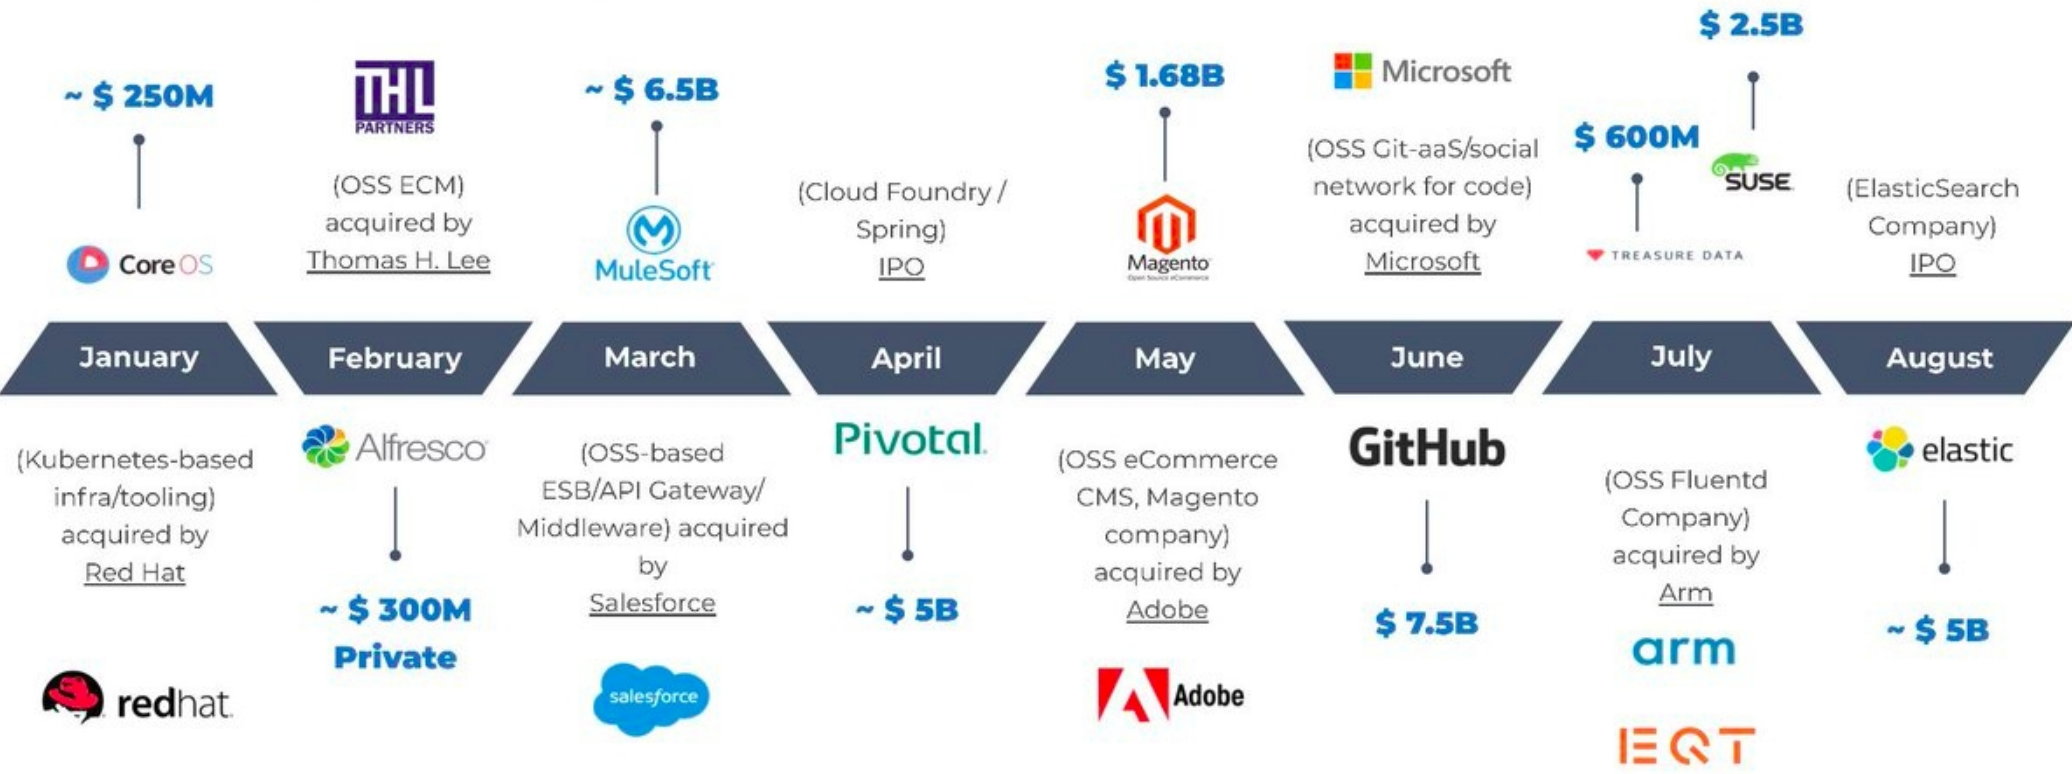 ~ $ 250M
Core OS
January
(Kubernetes-based
infra/tooling)
acquired by
Red Hat
redhat.
THL
PARTNERS
(OSS ECM)
acquired by
Thomas H. Lee
February
Alfresco
~ $ 300M
Private
~ $ 6.5B
MuleSoft
March
(OSS-based
ESB/API Gateway/
Middleware) acquired
by
Salesforce
salesforce
(Cloud Foundry /
Spring)
IPO
April
Pivotal.
~ $ 5B
$ 1.68B
Magento
Open Source eCommerce
May
(OSS eCommerce
CMS, Magento
company)
acquired by
Adobe
Adobe
Microsoft
(OSS Git-aaS/social
network for code)
acquired by
Microsoft
June
GitHub
$ 7.5B
$ 2.5B
SUSE
$ 600M
TREASURE DATA
July
(OSS Fluentd
Company)
acquired by
Arm
arm
EQT
(ElasticSearch
Company)
IPO
August
elastic
~ $ 5B